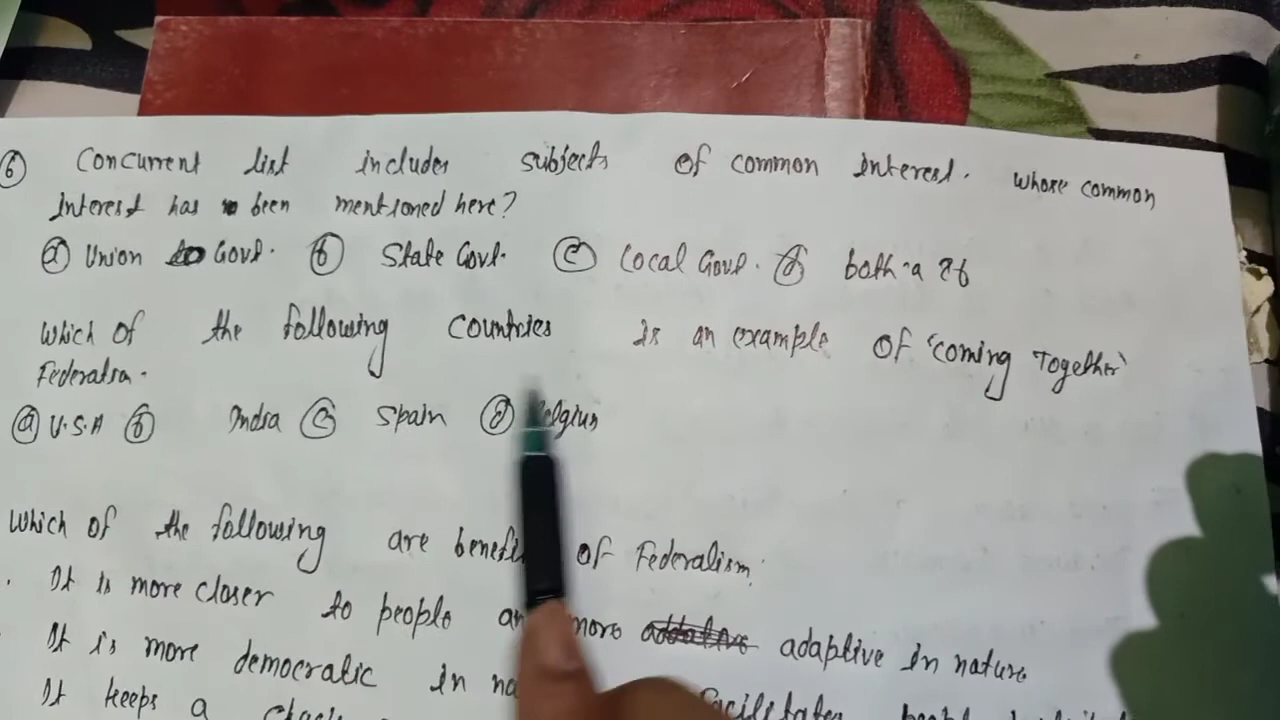 6 Concurrent list includes subjects of common interest. whose common
Interest has been mentioned here?
a Union Govt. b State Govt. c Local Govt. d both a & b
Which of the following countries is an example of 'coming Together'
Federalism.
a U.S.A b India c Spain d Belgium
Which of the following are of Federalism.
. It is more closer to people more adaptive in nature
It is more democratic in
It keeps a